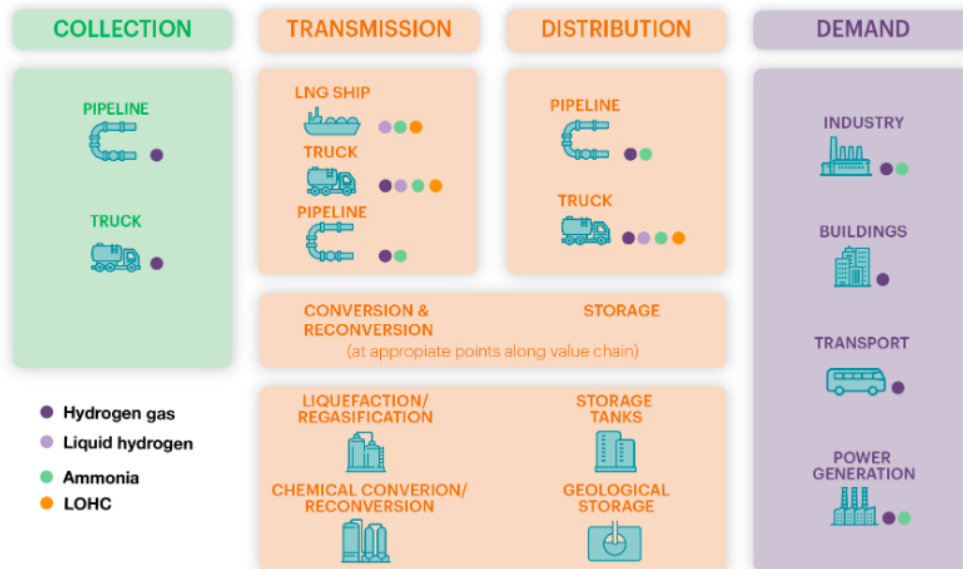 COLLECTION
TRANSMISSION
DISTRIBUTION
DEMAND
PIPELINE
TRUCK
LNG SHIP
TRUCK
PIPELINE
PIPELINE
TRUCK
INDUSTRY
BUILDINGS
TRANSPORT
POWER
GENERATION
CONVERSION &
RECONVERSION
STORAGE
(at appropiate points along value chain)
LIQUEFACTION/
REGASIFICATION
STORAGE
TANKS
CHEMICAL CONVERION/
RECONVERSION
GEOLOGICAL
STORAGE
Hydrogen gas
Liquid hydrogen
Ammonia
LOHC